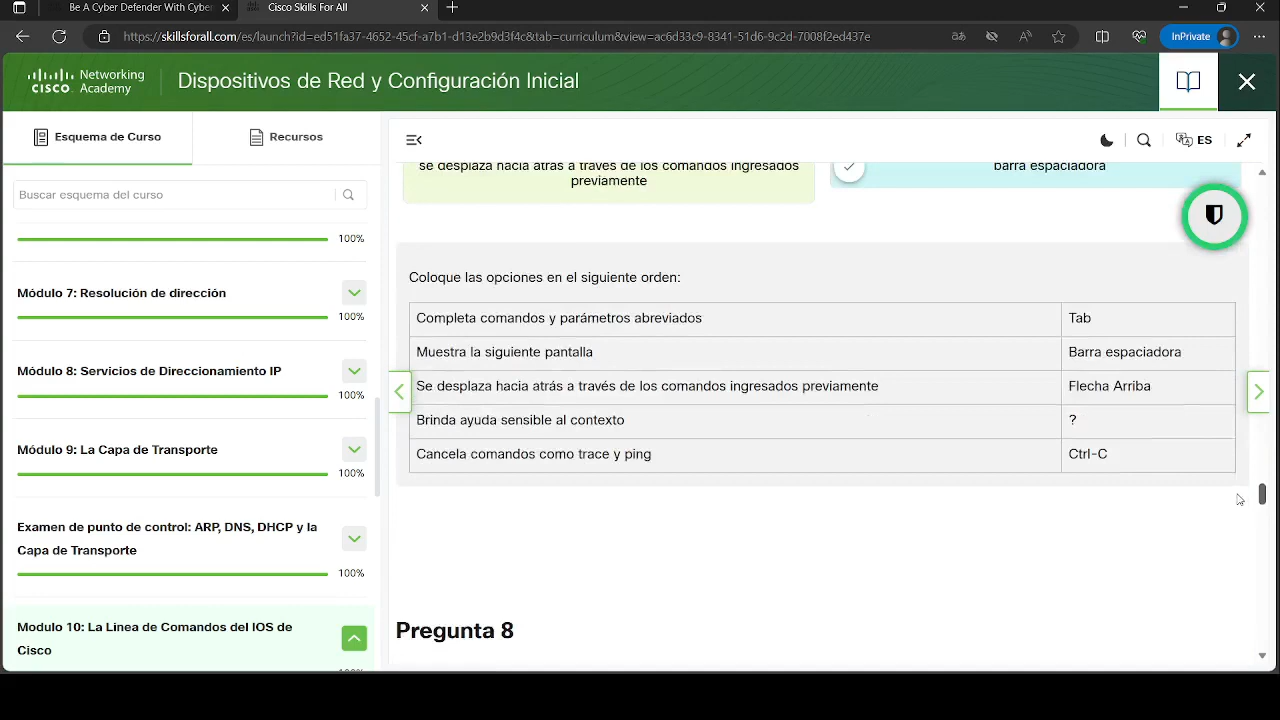 Be A Cyber Defender With Cyber
Cisco Skills For All
https://skillsforall.com/es/launch?id=ed51fa37-4652-45cf-a7b1-d13e2b9d3f4c&tab=curriculum&view=ac6d33c9-8341-51d6-9c2d-7008f2ed437e
InPrivate
Networking
CISCO Academy
Dispositivos de Red y Configuración Inicial
Esquema de Curso
Recursos
ES
Buscar esquema del curso
100%
Módulo 7: Resolución de dirección
100%
Módulo 8: Servicios de Direccionamiento IP
100%
Módulo 9: La Capa de Transporte
100%
Examen de punto de control: ARP, DNS, DHCP y la
Capa de Transporte
100%
Modulo 10: La Linea de Comandos del IOS de
Cisco
100%
se desplaza hacia atrás a través de los comandos ingresados
previamente
barra espaciadora
Coloque las opciones en el siguiente orden:
Completa comandos y parámetros abreviados Tab
Muestra la siguiente pantalla Barra espaciadora
Se desplaza hacia atrás a través de los comandos ingresados previamente Flecha Arriba
Brinda ayuda sensible al contexto ?
Cancela comandos como trace y ping Ctrl-C
Pregunta 8